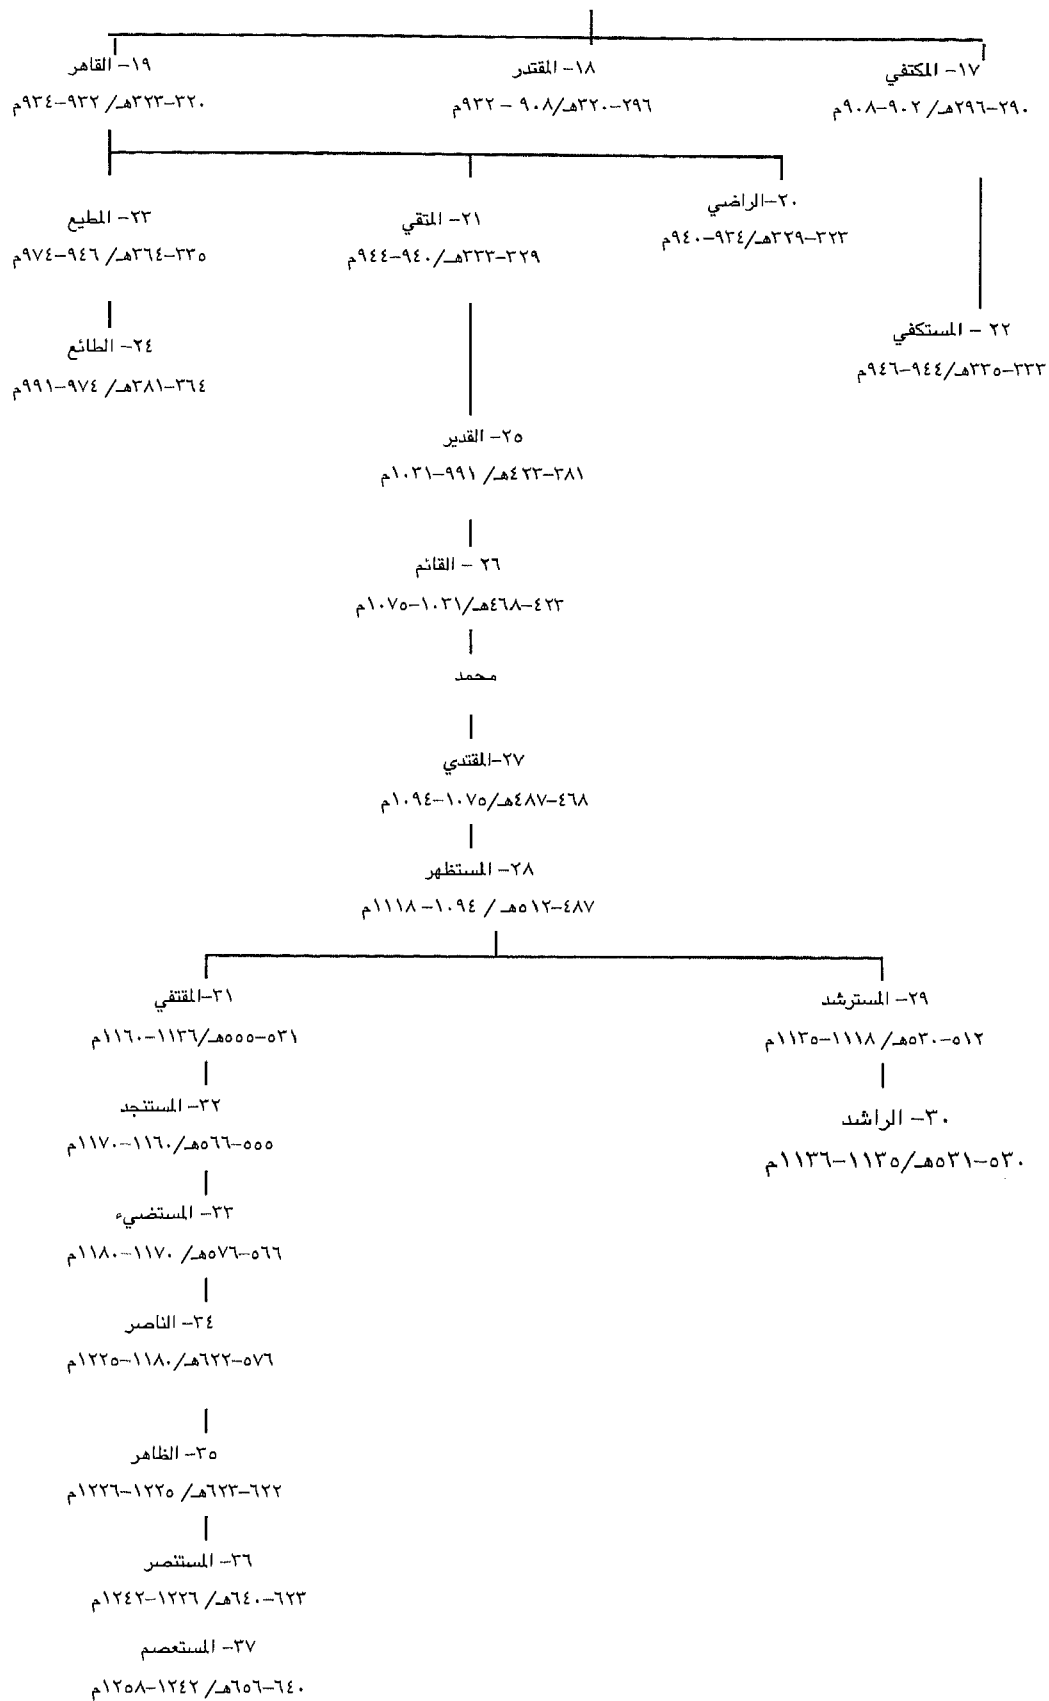 ١٧- المكتفي
٢٩٠-٢٩٦هـ/ ٩٠٢-٩٠٨م
١٨- المقتدر
٢٩٦-٣٢٠هـ/٩٠٨ - ٩٣٢م
١٩- القاهر
٣٢٠-٣٢٣هـ/ ٩٣٢-٩٣٤م
٢٠-الراضي
٣٢٣-٣٢٩هـ/٩٣٤-٩٤٠م
٢١- المتقي
٣٢٩-٣٣٣هـ/٩٤٠-٩٤٤م
٢٣- المطيع
٣٣٥-٣٦٤هـ/ ٩٤٦-٩٧٤م
٢٢ - المستكفي
٣٣٣-٣٣٥هـ/٩٤٤-٩٤٦م
٢٤- الطائع
٣٦٤-٣٨١هـ/ ٩٧٤-٩٩١م
٢٥- القدير
٣٨١-٤٢٣هـ/ ٩٩١-١٠٣١م
٢٦ - القائم
٤٢٣-٤٦٨هـ/١٠٣١-١٠٧٥م
محمد
٢٧-المقتدي
٤٦٨-٤٨٧هـ/١٠٧٥-١٠٩٤م
٢٨- المستظهر
٤٨٧-٥١٢هـ / ١٠٩٤-١١١٨م
٢٩- المسترشد
٥١٢-٥٣٠هـ/ ١١١٨-١١٣٥م
٣٠- الراشد
٥٣٠-٥٣١هـ/١١٣٥-١١٣٦م
٣١-المقتفي
٥٣١-٥٥٥هـ/١١٣٦-١١٦٠م
٣٢- المستنجد
٥٥٥-٥٦٦هـ/١١٦٠-١١٧٠م
٣٣- المستضيء
٥٦٦-٥٧٦هـ/ ١١٧٠-١١٨٠م
٣٤- الناصر
٥٧٦-٦٢٢هـ/١١٨٠-١٢٢٥م
٣٥- الظاهر
٦٢٢-٦٢٣هـ/ ١٢٢٥-١٢٢٦م
٣٦- المستنصر
٦٢٣-٦٤٠هـ/ ١٢٢٦-١٢٤٢م
٣٧- المستعصم
٦٤٠-٦٥٦هـ/ ١٢٤٢-١٢٥٨م